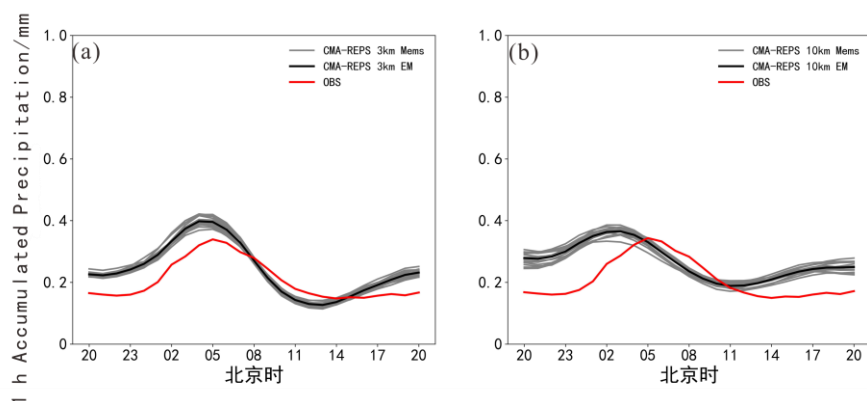 1 h Accumulated Precipitation/mm
(a)
CMA-REPS 3km Mems
CMA-REPS 3km EM
OBS
1.0
0.8
0.6
0.4
0.2
0
20 23 02 05 08 11 14 17 20
北京时
(b)
CMA-REPS 10km Mems
CMA-REPS 10km EM
OBS
1.0
0.8
0.6
0.4
0.2
0
20 23 02 05 08 11 14 17 20
北京时